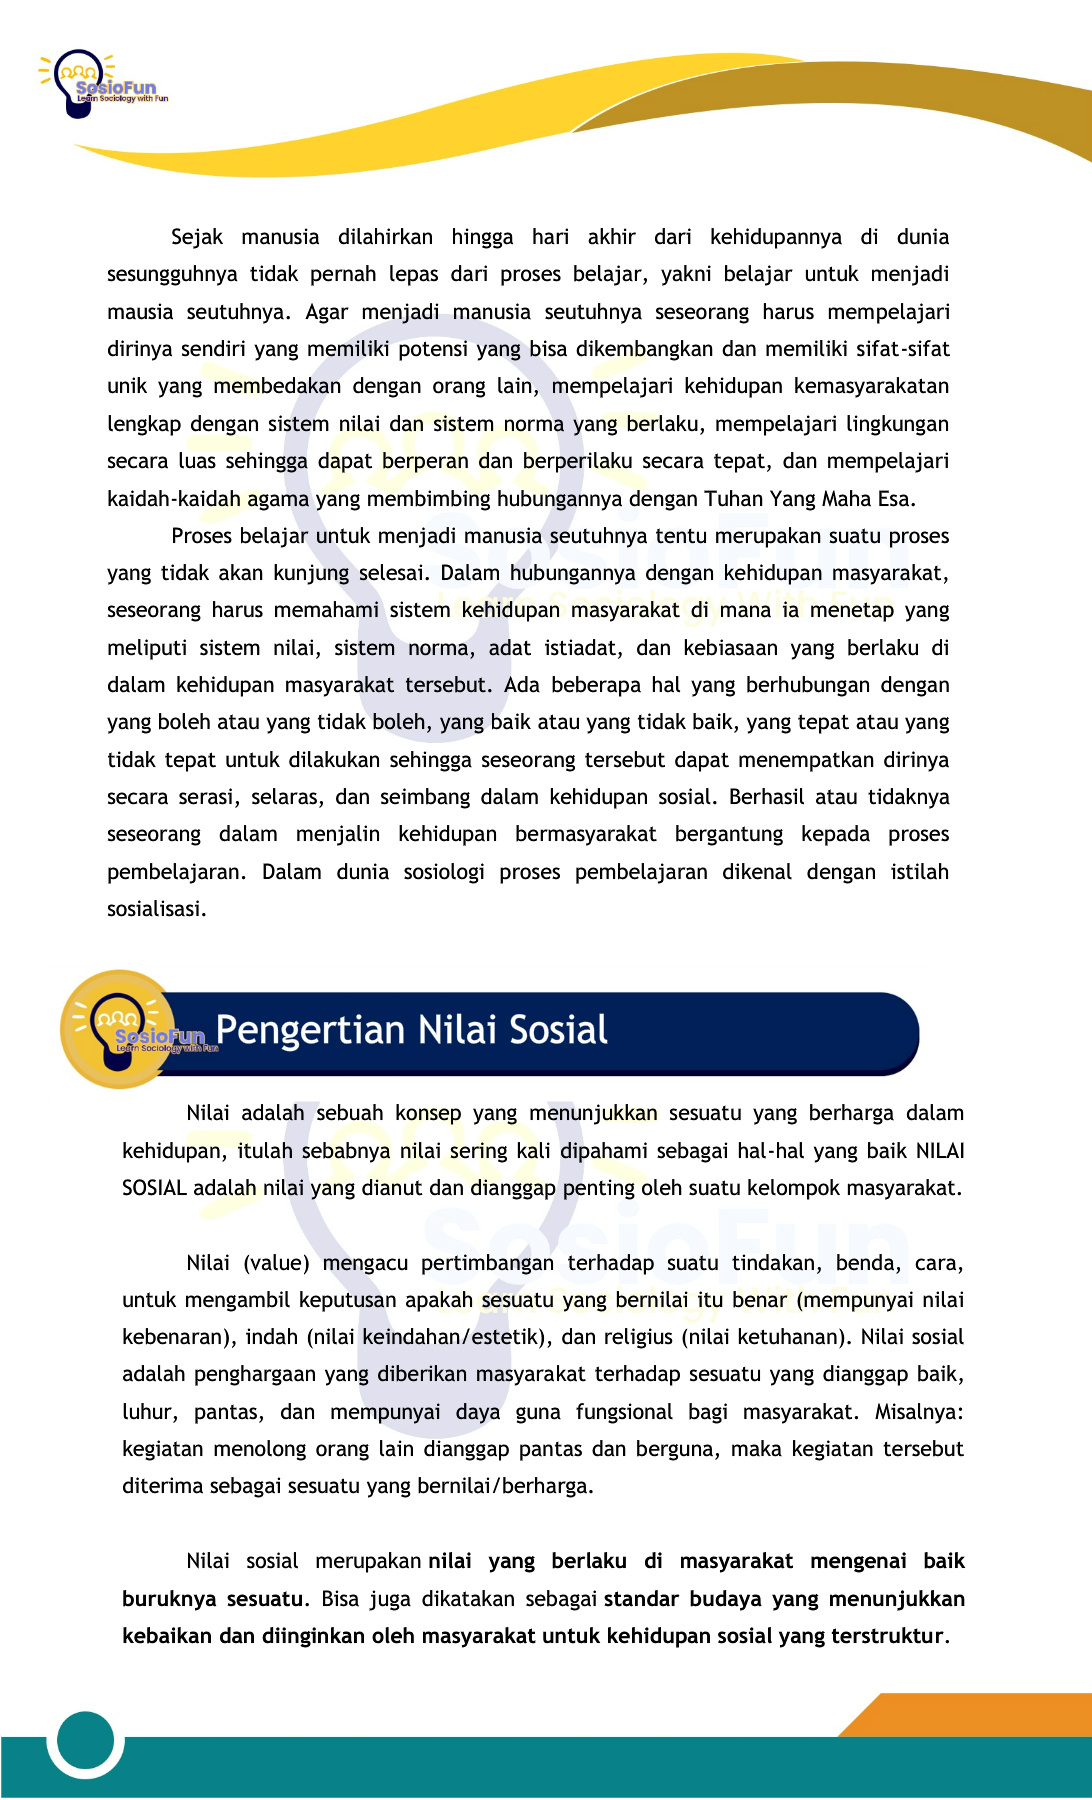 SosioFun
Learn Sociology with Fun
Sejak manusia dilahirkan hingga hari akhir dari kehidupannya di dunia
sesungguhnya tidak pernah lepas dari proses belajar, yakni belajar untuk menjadi
mausia seutuhnya. Agar menjadi manusia seutuhnya seseorang harus mempelajari
dirinya sendiri yang memiliki potensi yang bisa dikembangkan dan memiliki sifat-sifat
unik yang membedakan dengan orang lain, mempelajari kehidupan kemasyarakatan
lengkap dengan sistem nilai dan sistem norma yang berlaku, mempelajari lingkungan
secara luas sehingga dapat berperan dan berperilaku secara tepat, dan mempelajari
kaidah-kaidah agama yang membimbing hubungannya dengan Tuhan Yang Maha Esa.
Proses belajar untuk menjadi manusia seutuhnya tentu merupakan suatu proses
yang tidak akan kunjung selesai. Dalam hubungannya dengan kehidupan masyarakat,
seseorang harus memahami sistem kehidupan masyarakat di mana ia menetap yang
meliputi sistem nilai, sistem norma, adat istiadat, dan kebiasaan yang berlaku di
dalam kehidupan masyarakat tersebut. Ada beberapa hal yang berhubungan dengan
yang boleh atau yang tidak boleh, yang baik atau yang tidak baik, yang tepat atau yang
tidak tepat untuk dilakukan sehingga seseorang tersebut dapat menempatkan dirinya
secara serasi, selaras, dan seimbang dalam kehidupan sosial. Berhasil atau tidaknya
seseorang dalam menjalin kehidupan bermasyarakat bergantung kepada proses
pembelajaran. Dalam dunia sosiologi proses pembelajaran dikenal dengan istilah
sosialisasi.
SosioFun
Learn Sociology with Fun
Pengertian Nilai Sosial
Nilai adalah sebuah konsep yang menunjukkan sesuatu yang berharga dalam
kehidupan, itulah sebabnya nilai sering kali dipahami sebagai hal-hal yang baik NILAI
SOSIAL adalah nilai yang dianut dan dianggap penting oleh suatu kelompok masyarakat.
Nilai (value) mengacu pertimbangan terhadap suatu tindakan, benda, cara,
untuk mengambil keputusan apakah sesuatu yang bernilai itu benar (mempunyai nilai
kebenaran), indah (nilai keindahan/estetik), dan religius (nilai ketuhanan). Nilai sosial
adalah penghargaan yang diberikan masyarakat terhadap sesuatu yang dianggap baik,
luhur, pantas, dan mempunyai daya guna fungsional bagi masyarakat. Misalnya:
kegiatan menolong orang lain dianggap pantas dan berguna, maka kegiatan tersebut
diterima sebagai sesuatu yang bernilai/berharga.
Nilai sosial merupakan nilai yang berlaku di masyarakat mengenai baik
buruknya sesuatu. Bisa juga dikatakan sebagai standar budaya yang menunjukkan
kebaikan dan diinginkan oleh masyarakat untuk kehidupan sosial yang terstruktur.